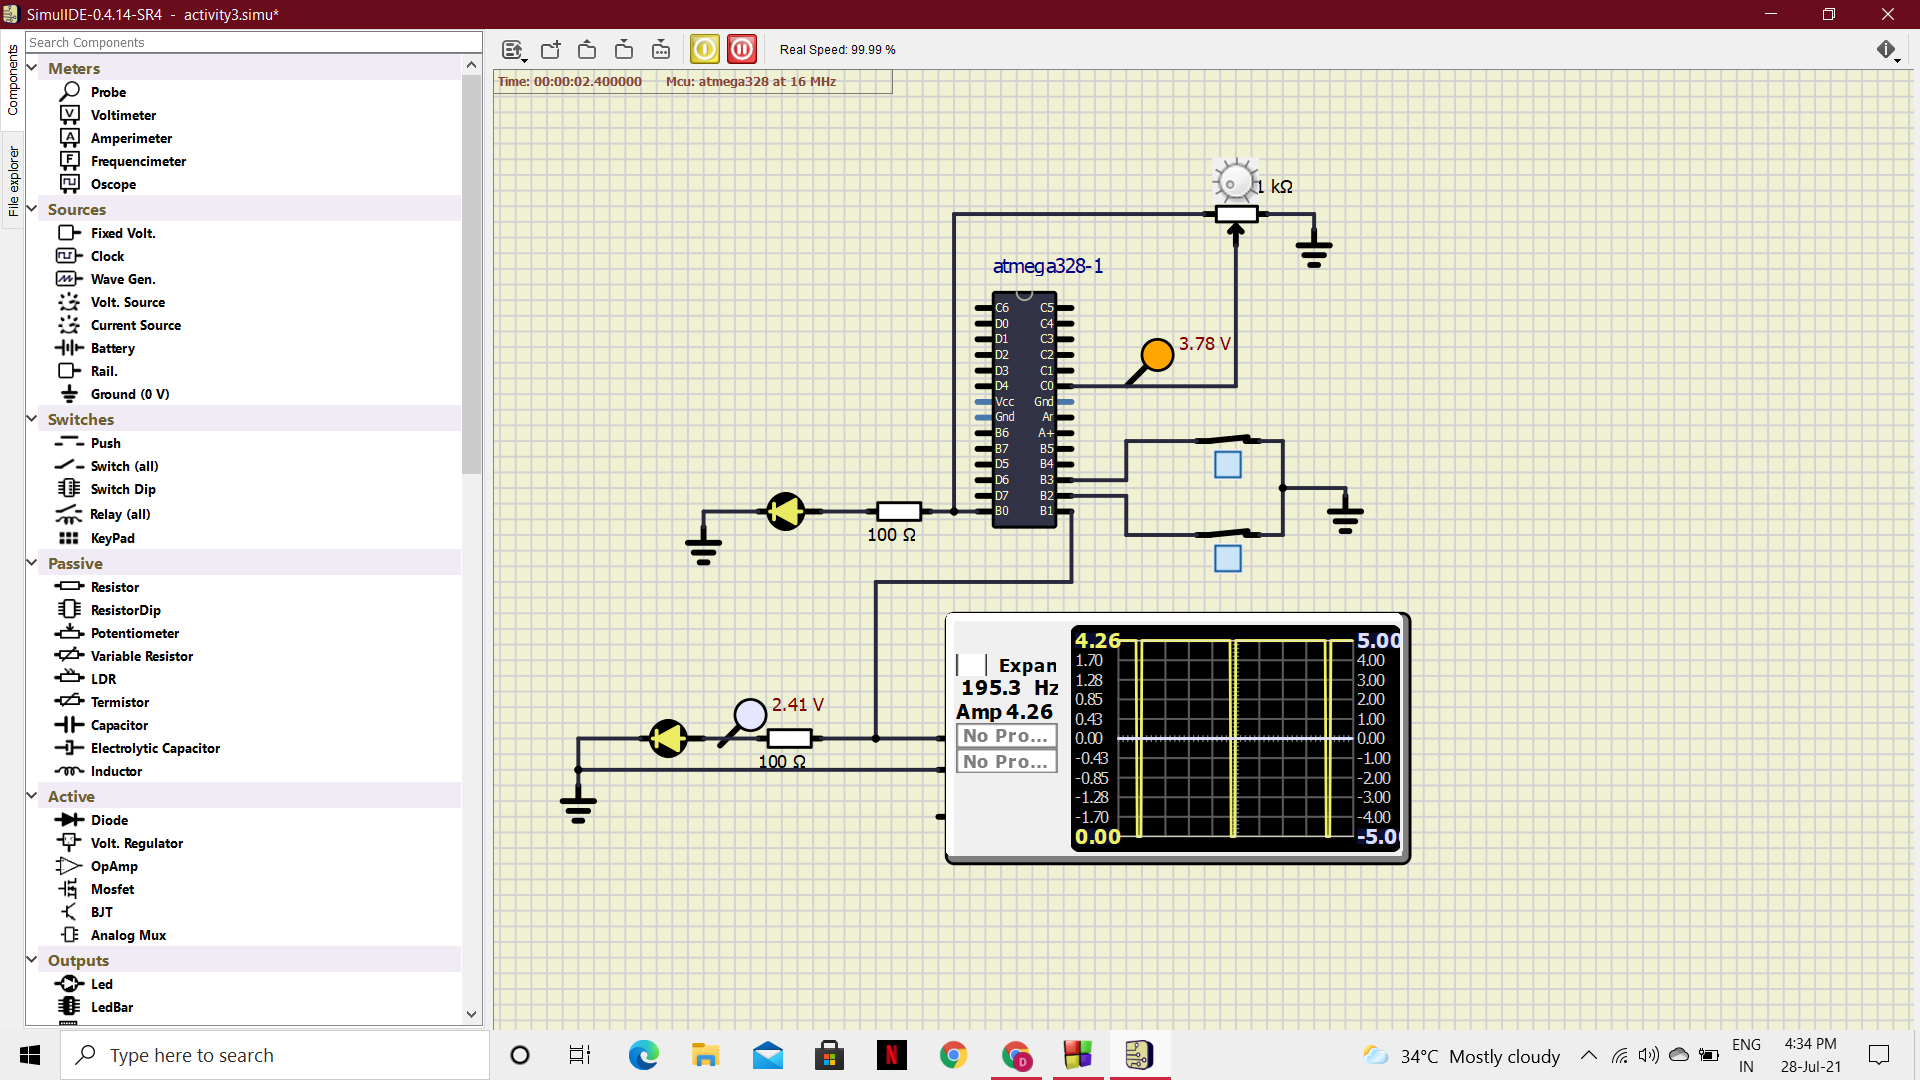 SimulIDE-0.4.14-SR4 - activity3.simu*
Components
File explorer
Search Components
Meters
Probe
Voltimeter
Amperimeter
Frequencimeter
Oscope
Sources
Fixed Volt.
Clock
Wave Gen.
Volt. Source
Current Source
Battery
Rail.
Ground (0 V)
Switches
Push
Switch (all)
Switch Dip
Relay (all)
KeyPad
Passive
Resistor
ResistorDip
Potentiometer
Variable Resistor
LDR
Termistor
Capacitor
Electrolytic Capacitor
Inductor
Active
Diode
Volt. Regulator
OpAmp
Mosfet
BJT
Analog Mux
Outputs
Led
LedBar
Real Speed: 99.99 %
Time: 00:00:02.400000 Mcu: atmega328 at 16 MHz
1 kΩ
atmega328-1
C6 C5
D0 C4
D1 C3
D2 C2
D3 C1
D4 C0
Vcc Gnd
Gnd Ar
B6 A+
B7 B5
D5 B4
D6 B3
D7 B2
B0 B1
3.78 V
100 Ω
2.41 V
100 Ω
Expan
195.3 Hz
Amp 4.26
No Pro...
No Pro...
4.26 5.00
1.70 4.00
1.28 3.00
0.85 2.00
0.43 1.00
0.00 0.00
-0.43 -1.00
-0.85 -2.00
-1.28 -3.00
-1.70 -4.00
0.00 -5.0
Type here to search
34°C Mostly cloudy
ENG
IN
4:34 PM
28-Jul-21